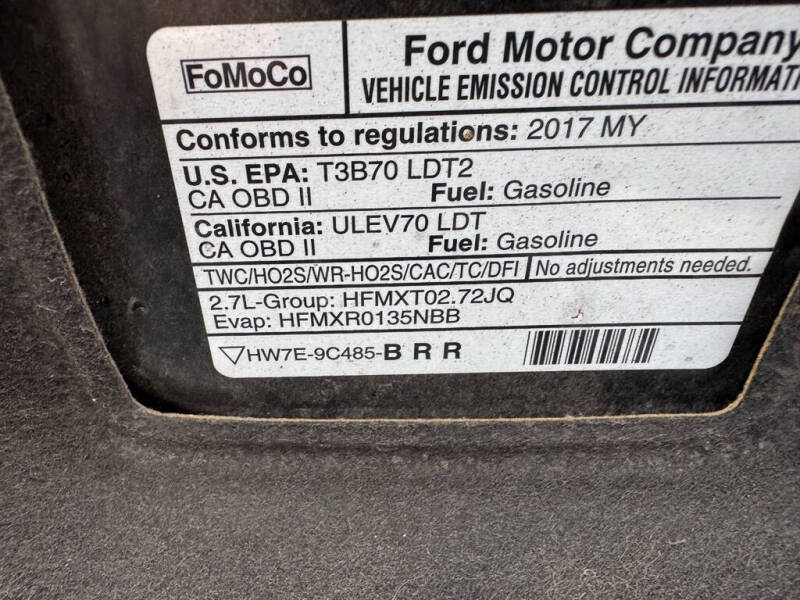 FoMoCo
Ford Motor Company
VEHICLE EMISSION CONTROL INFORMATI
Conforms to regulations: 2017 MY
U.S. EPA: T3B70 LDT2
CA OBD II Fuel: Gasoline
California: ULEV70 LDT
CA OBD II Fuel: Gasoline
TWC/HO2S/WR-HO2S/CAC/TC/DFI No adjustments needed.
2.7L-Group: HFMXT02.72JQ
Evap: HFMXR0135NBB
HW7E-9C485-B R R